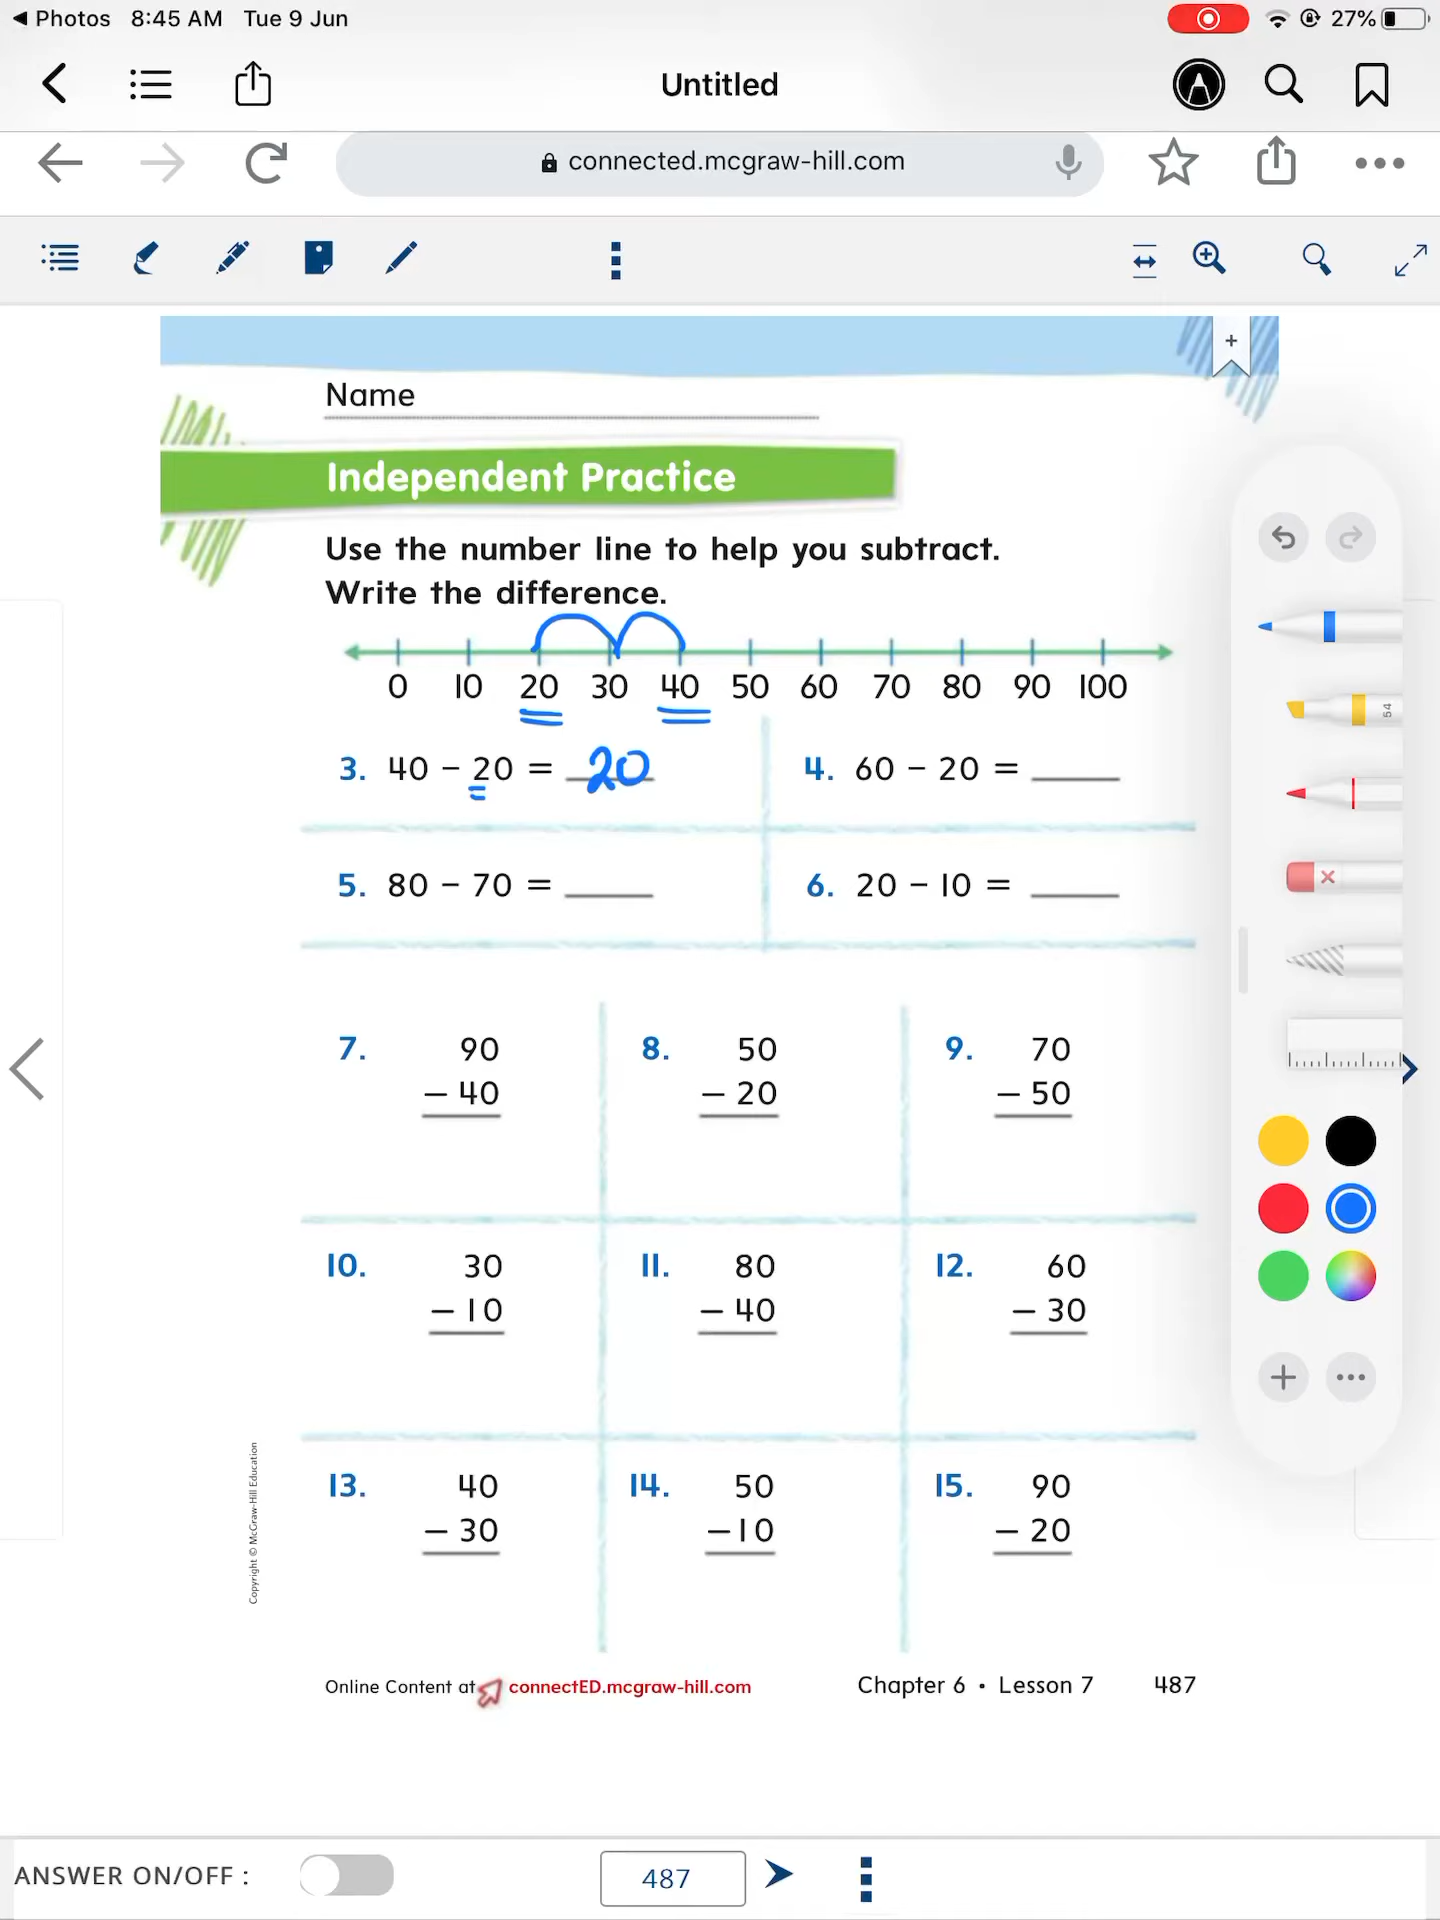 Photos 8:45 AM Tue 9 Jun 27%
Untitled
connected.mcgraw-hill.com
Name
Independent Practice
Use the number line to help you subtract.
Write the difference.
0 10 20 30 40 50 60 70 80 90 100
3. 40 - 20 = 20
4. 60 - 20 = ____
5. 80 - 70 = ____
6. 20 - 10 = ____
7. 90
- 40
8. 50
- 20
9. 70
- 50
10. 30
- 10
11. 80
- 40
12. 60
- 30
13. 40
- 30
14. 50
- 10
15. 90
- 20
54
Copyright © McGraw-Hill Education
Online Content at connectED.mcgraw-hill.com
Chapter 6 • Lesson 7 487
ANSWER ON/OFF :
487